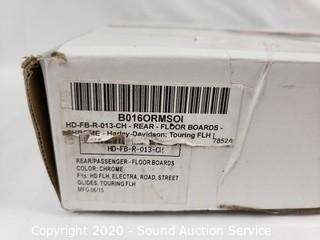 B016ORMSOI
HD-FB-R-013-CH - REAR - FLOOR BOARDS -
CHROME - Harley-Davidson: Touring FLH |
78524
HD-FB-R-013-CH
REAR/PASSENGER - FLOOR BOARDS
COLOR: CHROME
Fits: HD FLH, ELECTRA, ROAD, STREET
GLIDES. TOURING FLH
MFG 06/15
Copyright 2020 - Sound Auction Service